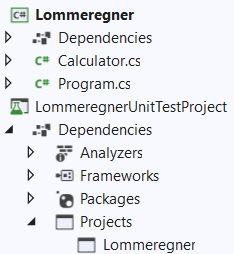 C# Lommeregner
Dependencies
C# Calculator.cs
C# Program.cs
LommeregnerUnitTestProject
Dependencies
Analyzers
Frameworks
Packages
Projects
Lommeregner